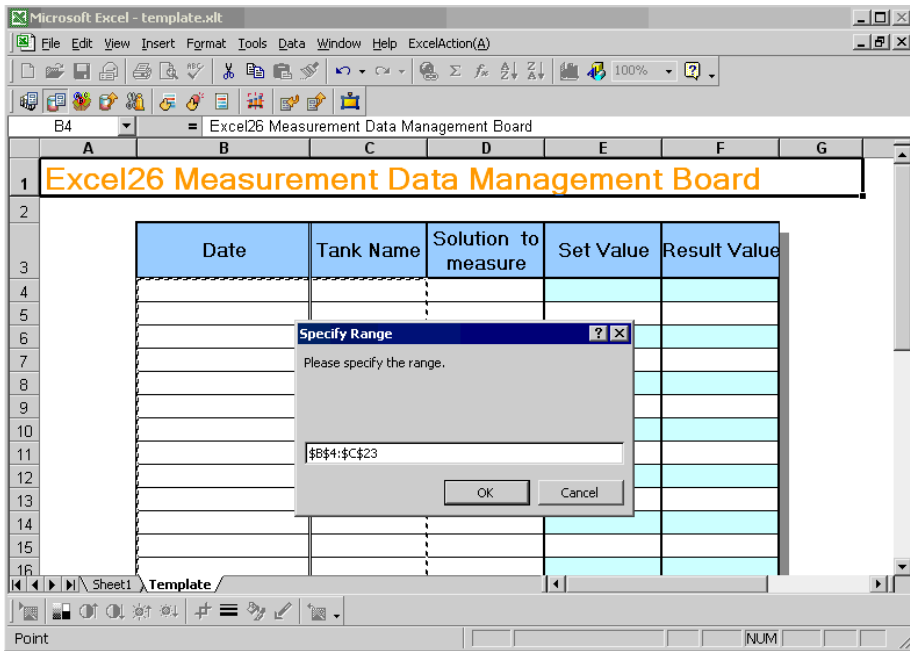 Microsoft Excel - template.xlt
File Edit View Insert Format Tools Data Window Help ExcelAction(A)
100%
B4 = Excel26 Measurement Data Management Board
A B C D E F G
1 Excel26 Measurement Data Management Board
2
3 Date Tank Name Solution to measure Set Value Result Value
4
5
6
7
8
9
10
11
12
13
14
15
16
Specify Range
Please specify the range.
$B$4:$C$23
OK Cancel
Sheet1 Template
Point NUM